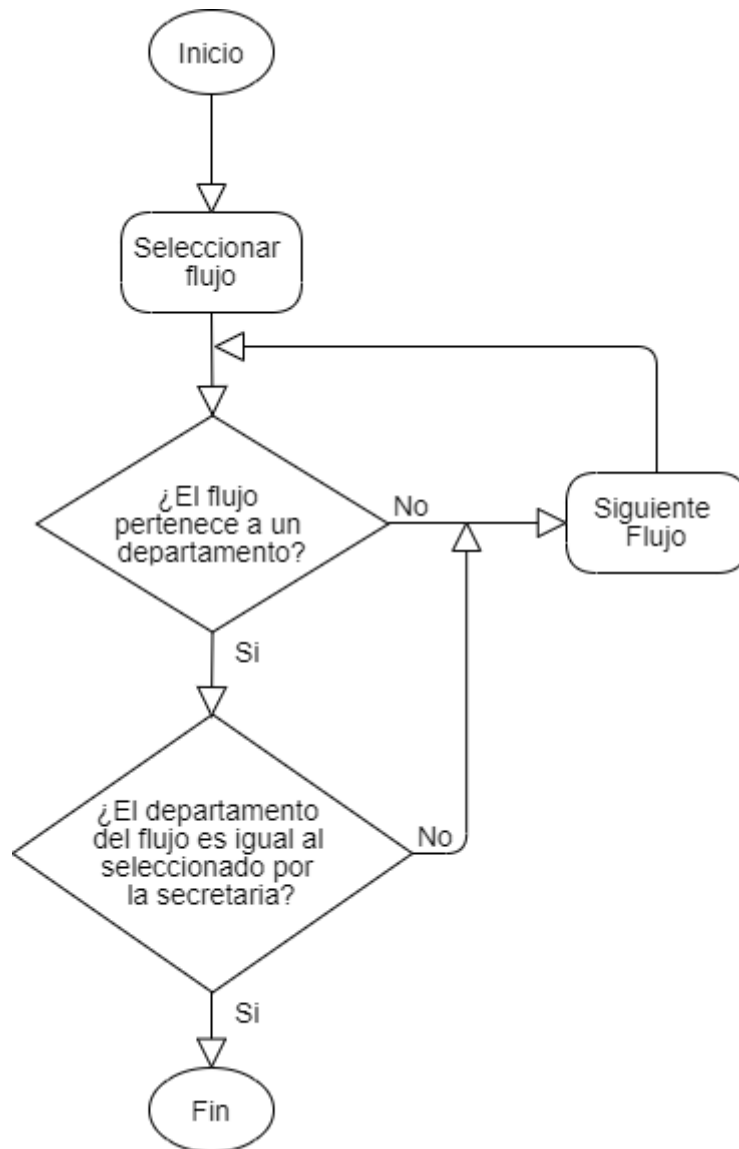 Inicio
Seleccionar
flujo
¿El flujo
pertenece a un
departamento?
No
Siguiente
Flujo
Si
¿El departamento
del flujo es igual al
seleccionado por
la secretaria?
No
Si
Fin